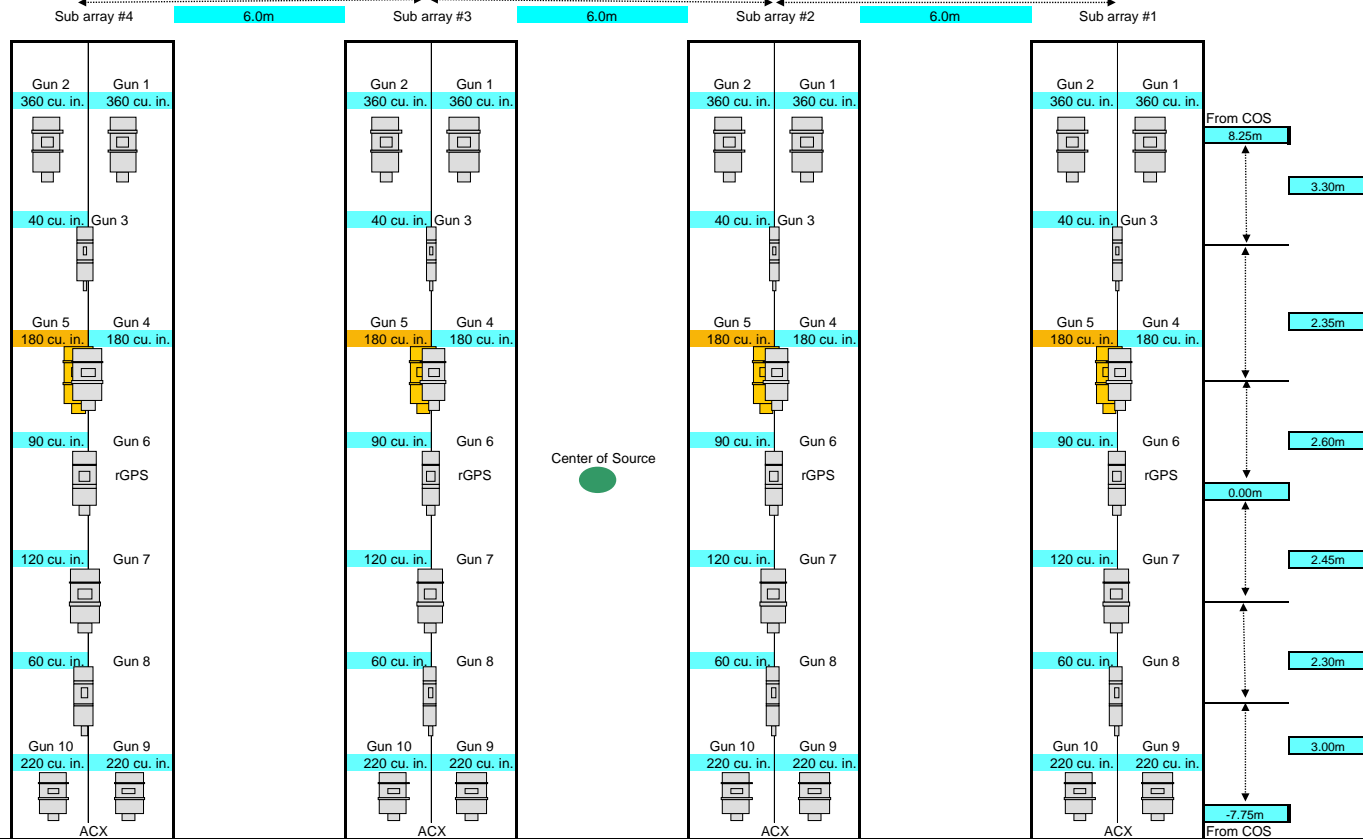 Sub array #4 6.0m Sub array #3 6.0m Sub array #2 6.0m Sub array #1
Gun 2 Gun 1 Gun 2 Gun 1 Gun 2 Gun 1 Gun 2 Gun 1
360 cu. in. 360 cu. in. 360 cu. in. 360 cu. in. 360 cu. in. 360 cu. in. 360 cu. in. 360 cu. in.
From COS
8.25m
3.30m
40 cu. in. Gun 3 40 cu. in. Gun 3 40 cu. in. Gun 3 40 cu. in. Gun 3
Gun 5 Gun 4 Gun 5 Gun 4 Gun 5 Gun 4 Gun 5 Gun 4 2.35m
180 cu. in. 180 cu. in. 180 cu. in. 180 cu. in. 180 cu. in. 180 cu. in. 180 cu. in. 180 cu. in.
90 cu. in. Gun 6 90 cu. in. Gun 6 90 cu. in. Gun 6 90 cu. in. Gun 6 2.60m
Center of Source
rGPS rGPS rGPS rGPS
0.00m
120 cu. in. Gun 7 120 cu. in. Gun 7 120 cu. in. Gun 7 120 cu. in. Gun 7 2.45m
60 cu. in. Gun 8 60 cu. in. Gun 8 60 cu. in. Gun 8 60 cu. in. Gun 8 2.30m
Gun 10 Gun 9 Gun 10 Gun 9 Gun 10 Gun 9 Gun 10 Gun 9 3.00m
220 cu. in. 220 cu. in. 220 cu. in. 220 cu. in. 220 cu. in. 220 cu. in. 220 cu. in. 220 cu. in.
-7.75m
ACX ACX ACX ACX From COS